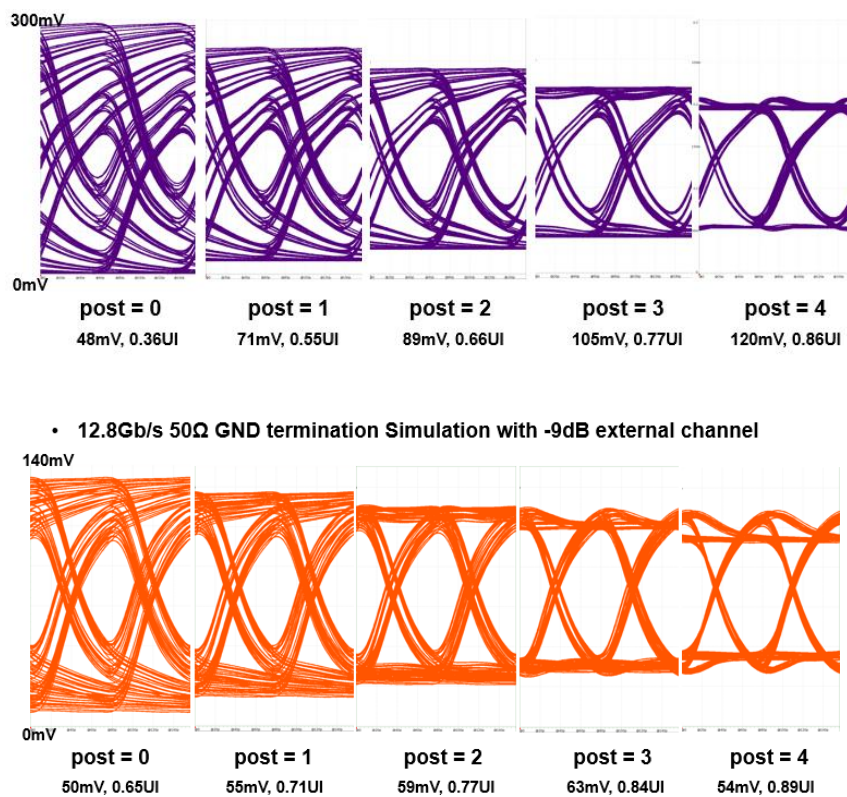 300mV
0mV
post = 0 post = 1 post = 2 post = 3 post = 4
48mV, 0.36UI 71mV, 0.55UI 89mV, 0.66UI 105mV, 0.77UI 120mV, 0.86UI
• 12.8Gb/s 50Ω GND termination Simulation with -9dB external channel
140mV
0mV
post = 0 post = 1 post = 2 post = 3 post = 4
50mV, 0.65UI 55mV, 0.71UI 59mV, 0.77UI 63mV, 0.84UI 54mV, 0.89UI